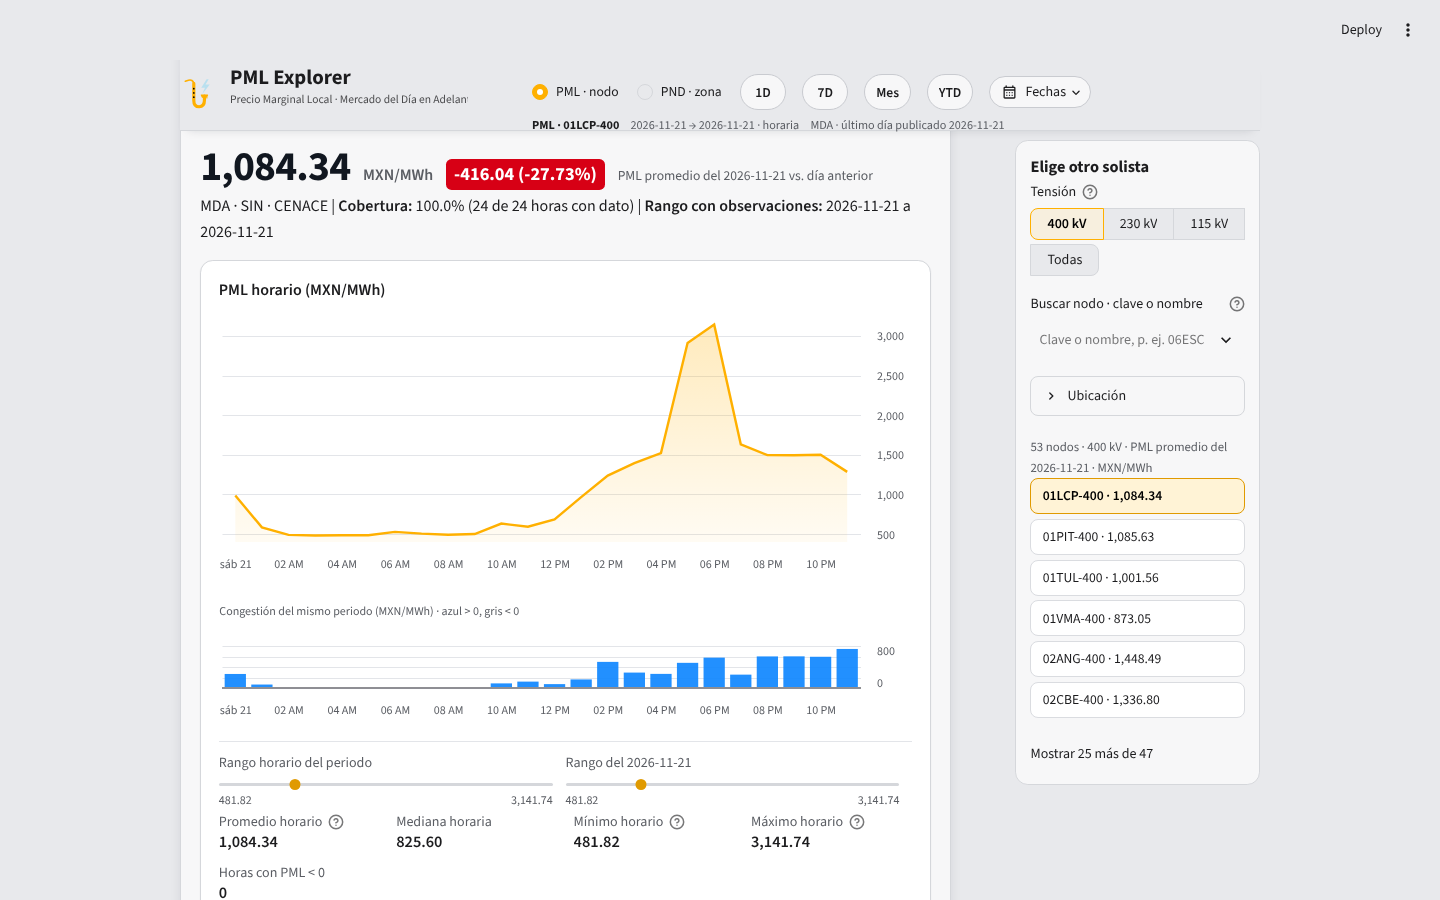 Deploy
PML Explorer
Precio Marginal Local · Mercado del Día en Adelan
PML · nodo
PND · zona
1D
7D
Mes
YTD
Fechas
PML · 01LCP-400 2026-11-21 → 2026-11-21 · horaria MDA · último día publicado 2026-11-21
1,084.34 MXN/MWh -416.04 (-27.73%) PML promedio del 2026-11-21 vs. día anterior
MDA · SIN · CENACE | Cobertura: 100.0% (24 de 24 horas con dato) | Rango con observaciones: 2026-11-21 a
2026-11-21
PML horario (MXN/MWh)
3,000
2,500
2,000
1,500
1,000
500
sáb 21 02 AM 04 AM 06 AM 08 AM 10 AM 12 PM 02 PM 04 PM 06 PM 08 PM 10 PM
Congestión del mismo periodo (MXN/MWh) · azul > 0, gris < 0
800
0
sáb 21 02 AM 04 AM 06 AM 08 AM 10 AM 12 PM 02 PM 04 PM 06 PM 08 PM 10 PM
Rango horario del periodo
481.82 3,141.74
Rango del 2026-11-21
481.82 3,141.74
Promedio horario
1,084.34
Mediana horaria
825.60
Mínimo horario
481.82
Máximo horario
3,141.74
Horas con PML < 0
0
Elige otro solista
Tensión
400 kV
230 kV
115 kV
Todas
Buscar nodo · clave o nombre
Clave o nombre, p. ej. 06ESC
Ubicación
53 nodos · 400 kV · PML promedio del
2026-11-21 · MXN/MWh
01LCP-400 · 1,084.34
01PIT-400 · 1,085.63
01TUL-400 · 1,001.56
01VMA-400 · 873.05
02ANG-400 · 1,448.49
02CBE-400 · 1,336.80
Mostrar 25 más de 47